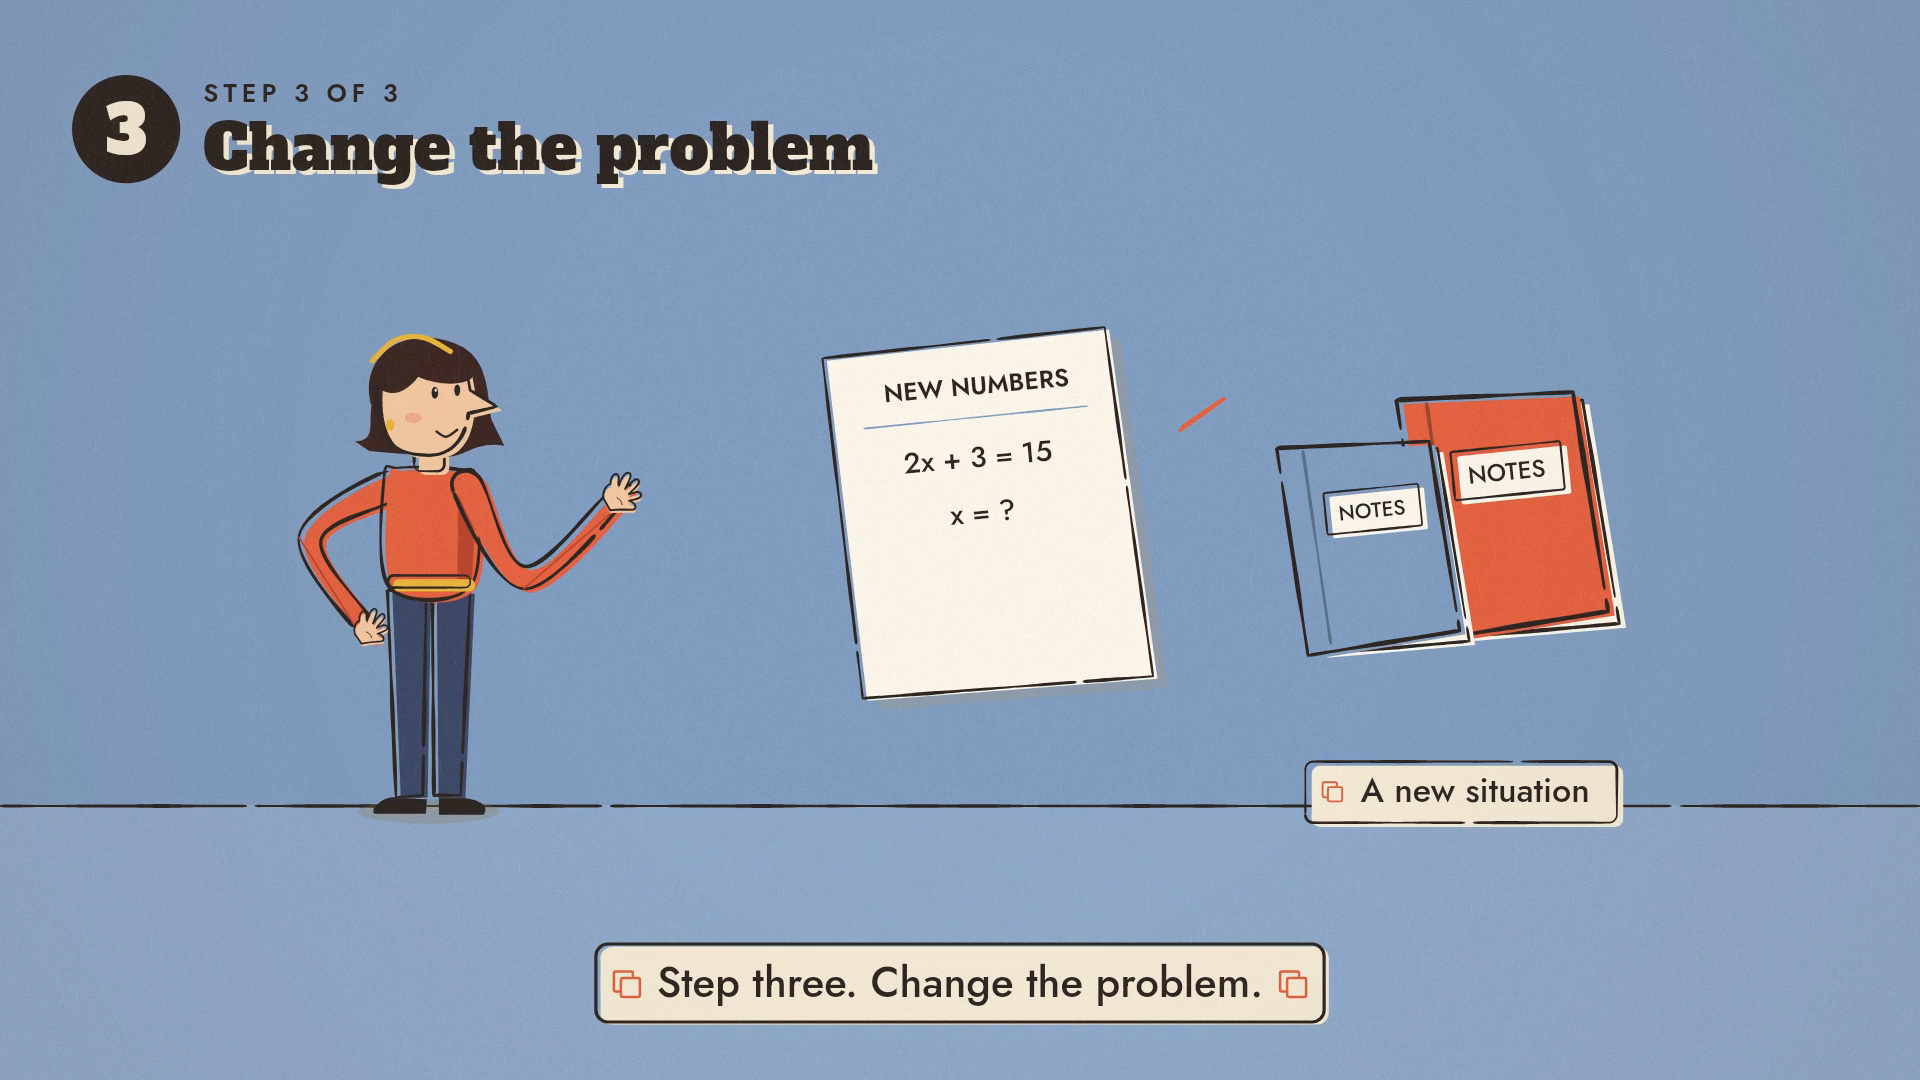 3
STEP 3 OF 3
Change the problem
NEW NUMBERS
2x + 3 = 15
x = ?
NOTES
NOTES
A new situation
Step three. Change the problem.